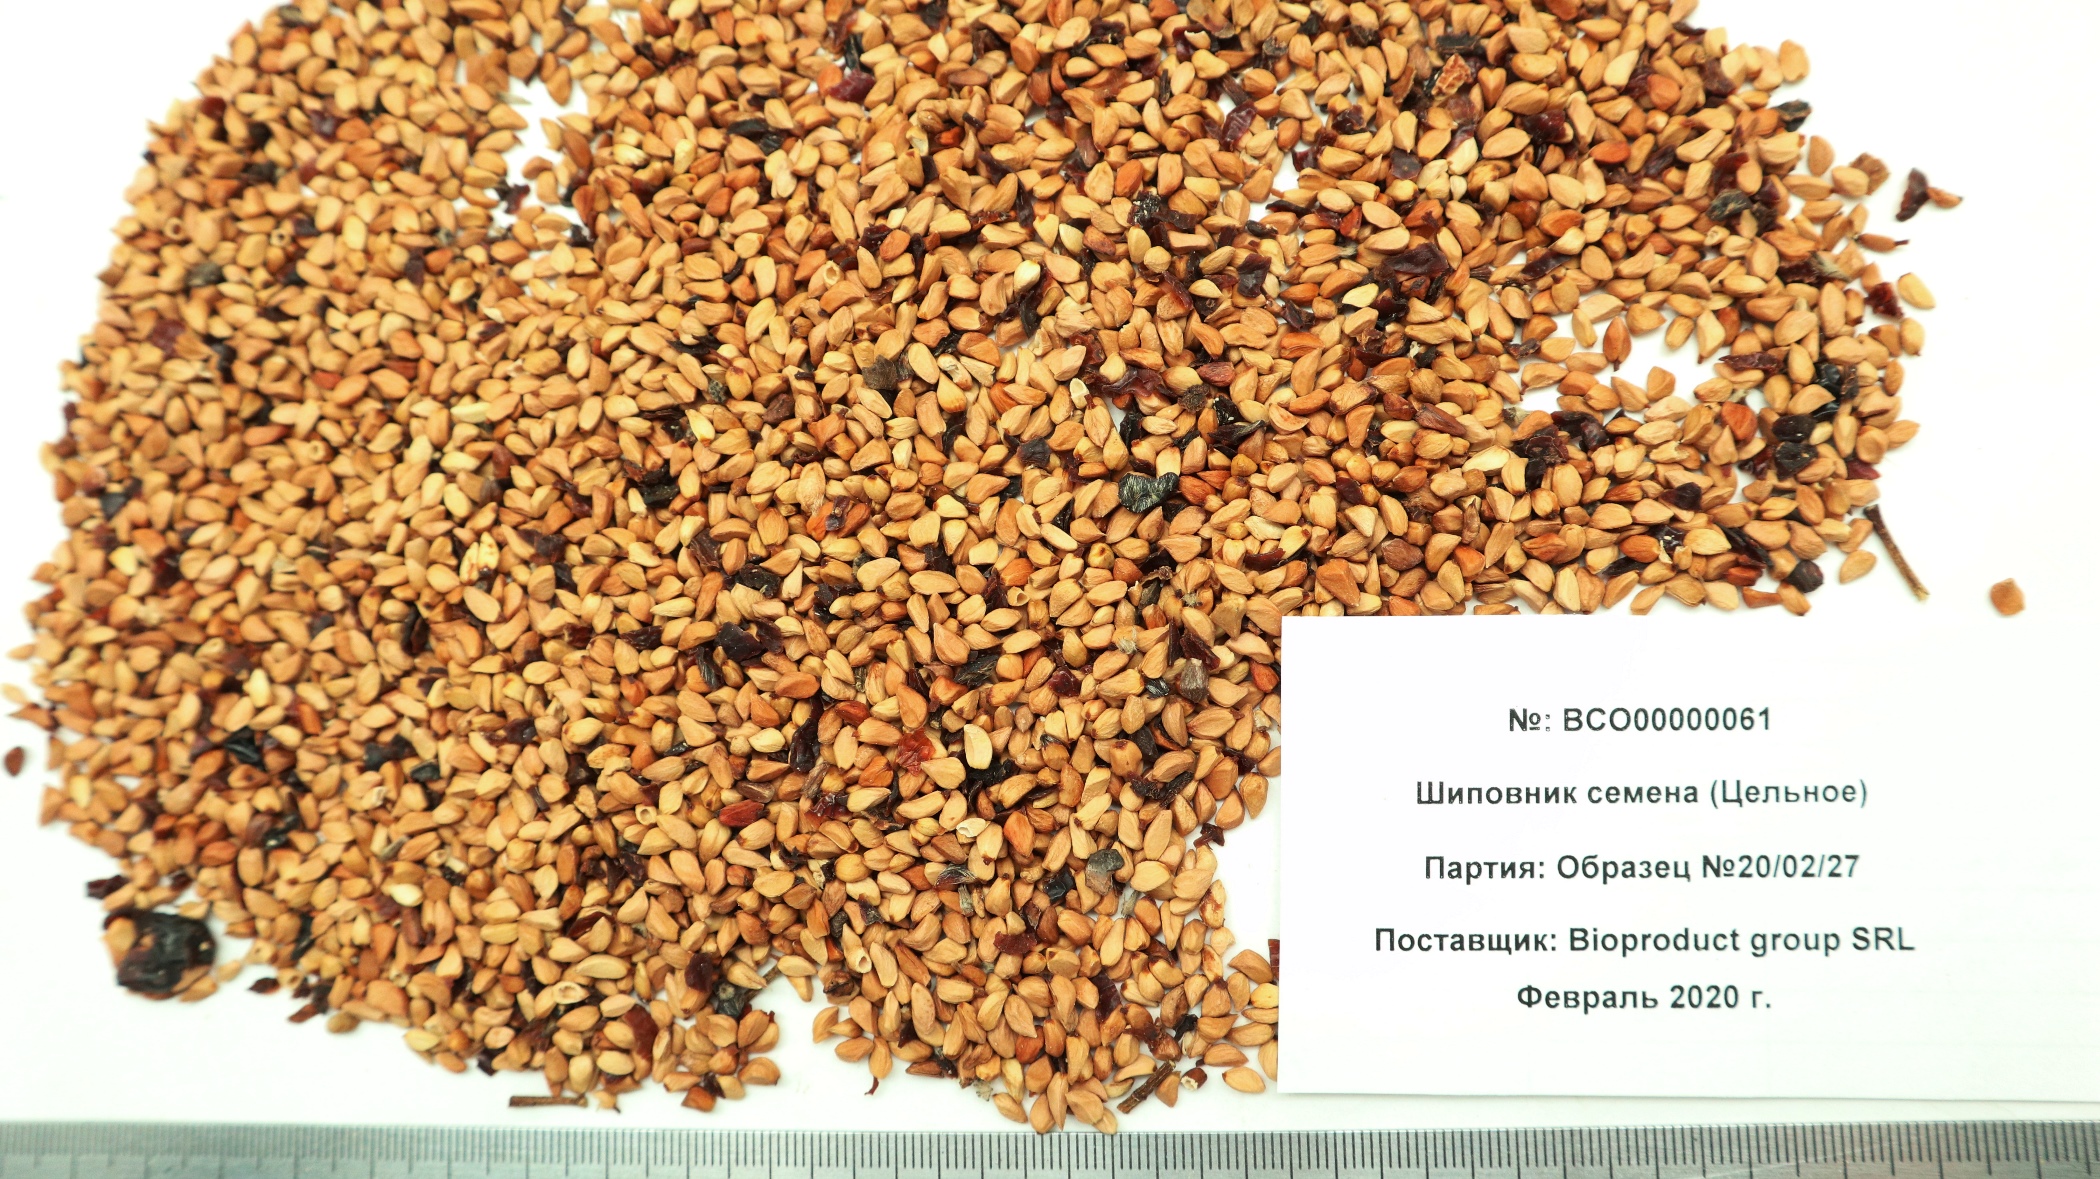 №: BCO00000061
Шиповник семена (Цельное)
Партия: Образец №20/02/27
Поставщик: Bioproduct group SRL
Февраль 2020 г.